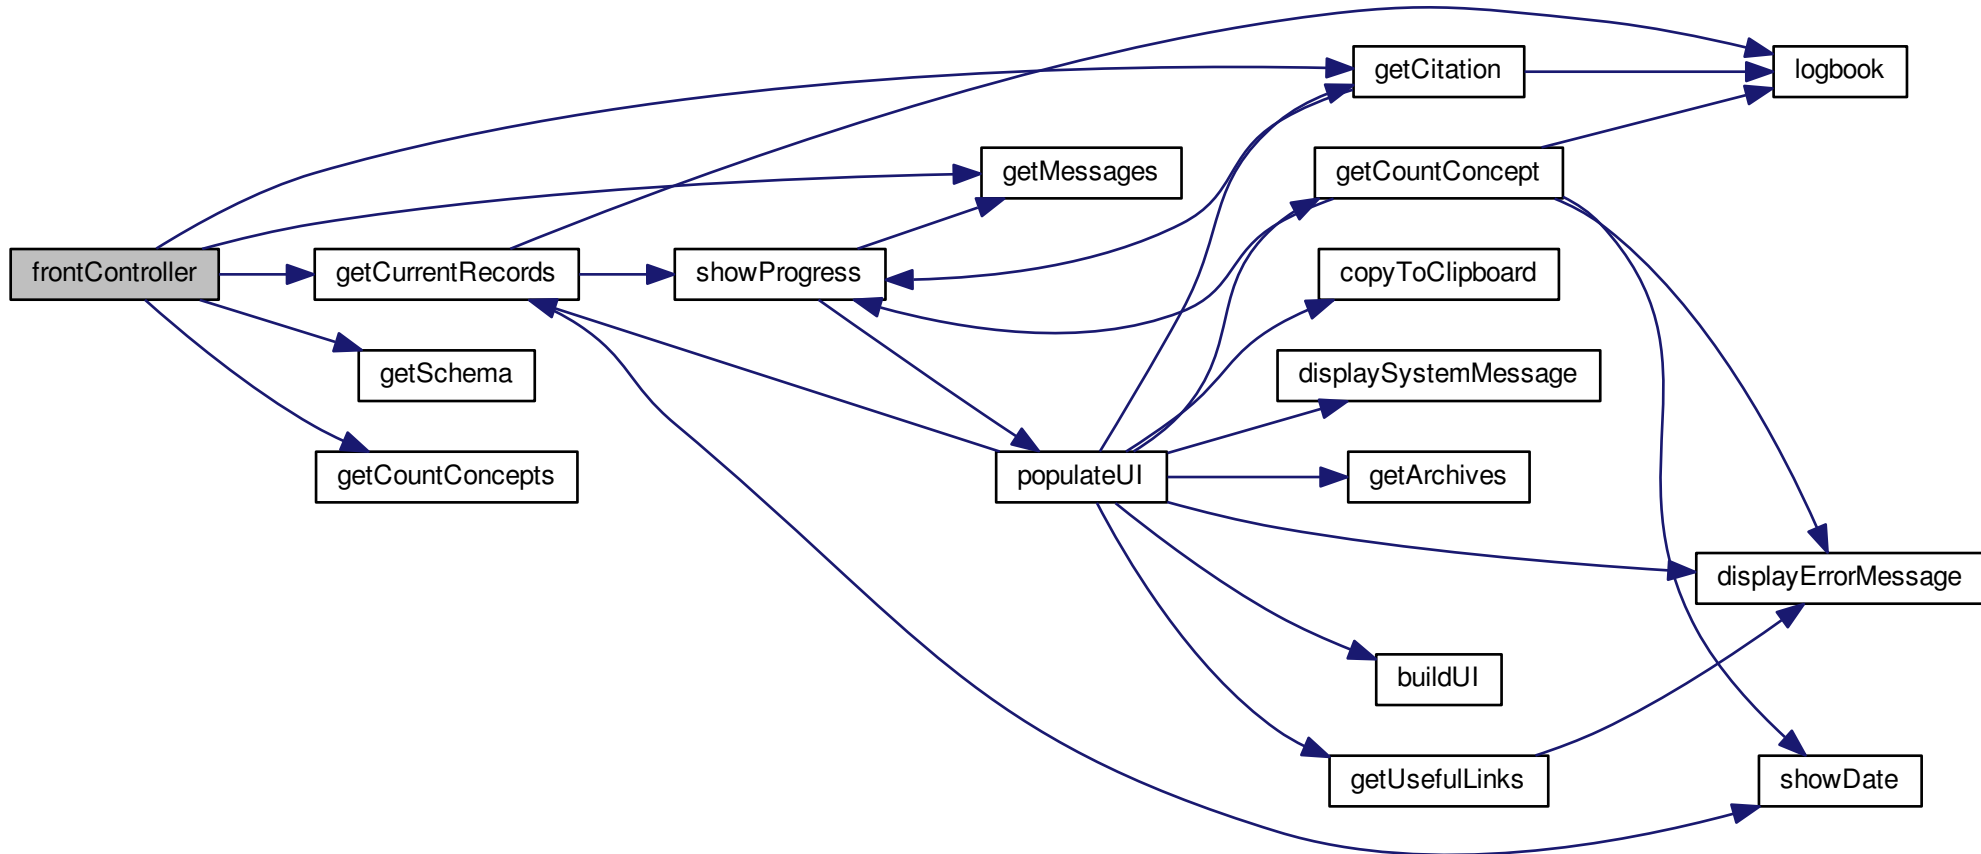 getCitation
logbook
getMessages
getCountConcept
frontController
getCurrentRecords
showProgress
copyToClipboard
getSchema
displaySystemMessage
getCountConcepts
populateUI
getArchives
displayErrorMessage
buildUI
getUsefulLinks
showDate